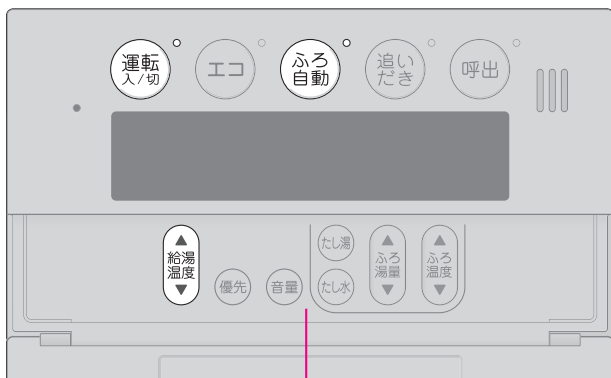 運転
入/切
エコ
ふろ
自動
追い
だき
呼出
▲
給湯
温度
▼
優先
音量
たし湯
たし水
▲
ふろ
湯量
▼
▲
ふろ
温度
▼